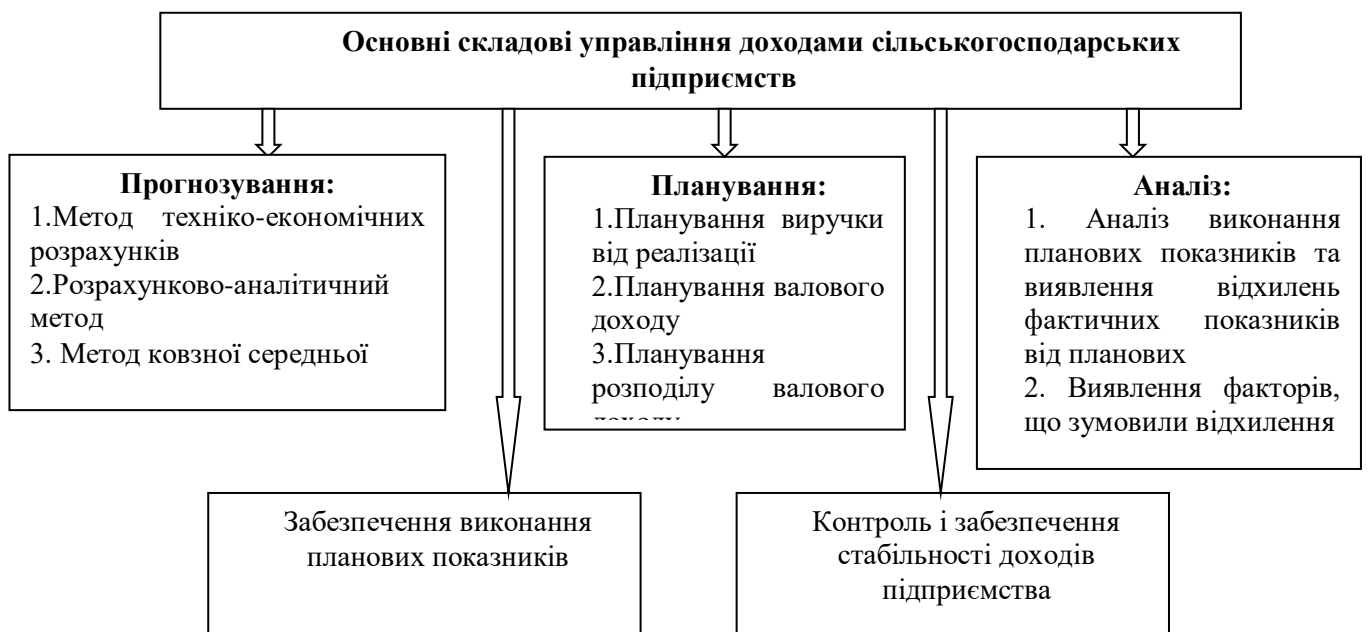 Основні складові управління доходами сільськогосподарських
підприємств
Прогнозування:
1.Метод техніко-економічних
розрахунків
2.Розрахунково-аналітичний
метод
3. Метод ковзної середньої
Планування:
1.Планування виручки
від реалізації
2.Планування валового
доходу
3.Планування
розподілу валового
Аналіз:
1. Аналіз виконання
планових показників та
виявлення відхилень
фактичних показників
від планових
2. Виявлення факторів,
що зумовили відхилення
Забезпечення виконання
планових показників
Контроль і забезпечення
стабільності доходів
підприємства